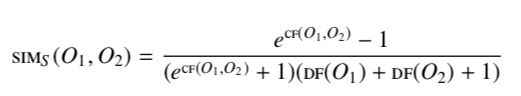 SIM_S(O_1, O_2) = \frac{e^{CF(O_1,O_2)} - 1}{(e^{CF(O_1,O_2)} + 1)(DF(O_1) + DF(O_2) + 1)}